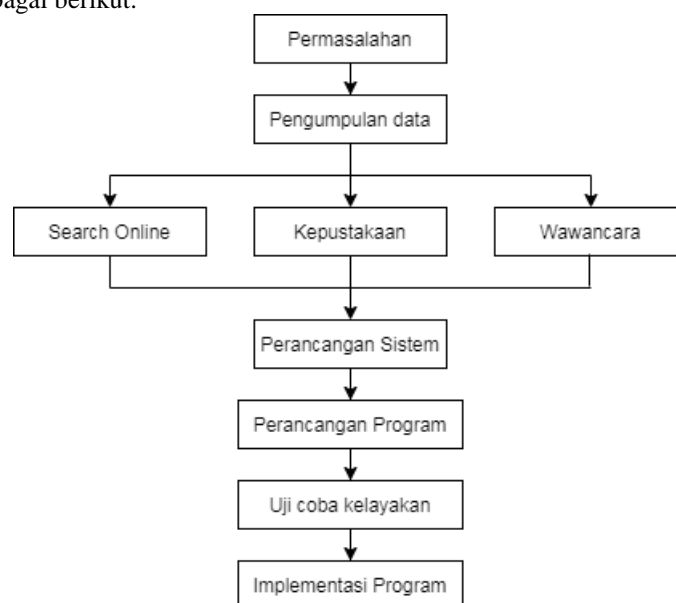 bagai berikut:
Permasalahan
Pengumpulan data
Search Online
Kepustakaan
Wawancara
Perancangan Sistem
Perancangan Program
Uji coba kelayakan
Implementasi Program